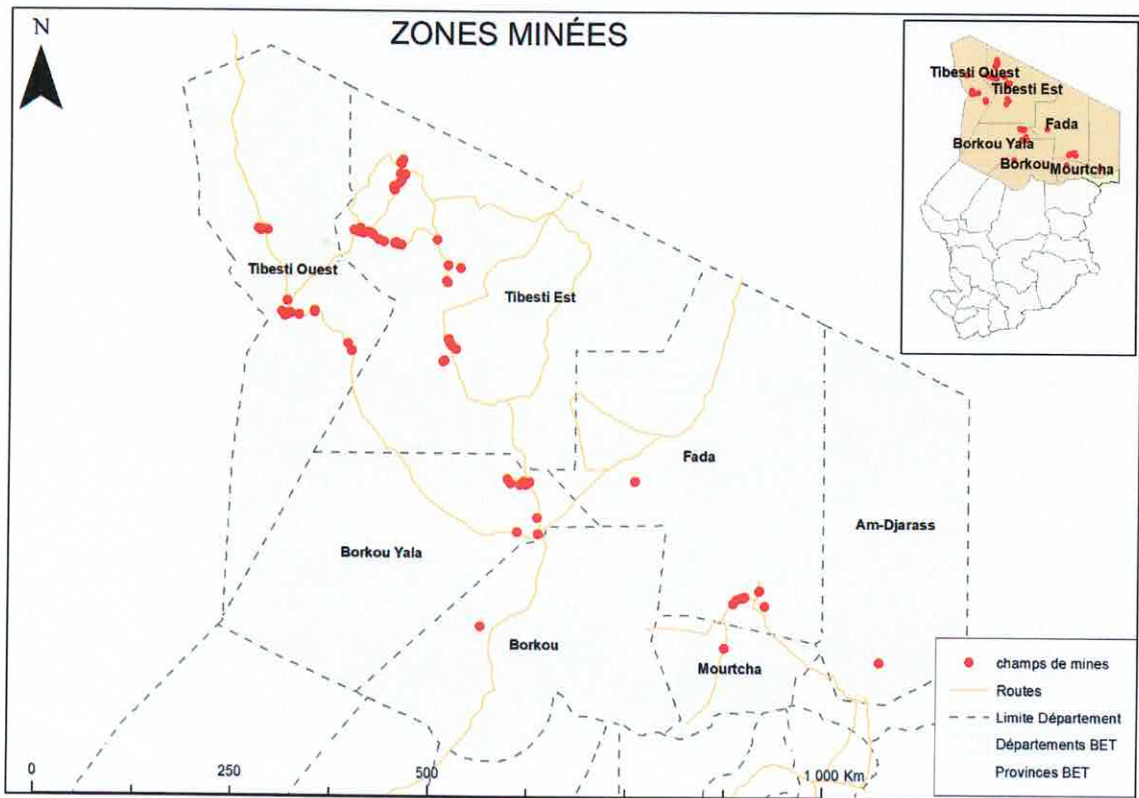 ZONES MINÉES
N
Tibesti Ouest
Tibesti Est
Fada
Borkou Yala
Borkou
Mourtcha
Tibesti Ouest
Tibesti Est
Fada
Am-Djarass
Borkou Yala
Borkou
Mourtcha
champs de mines
Routes
Limite Département
Départements BET
Provinces BET
0 250 500 1 000 Km